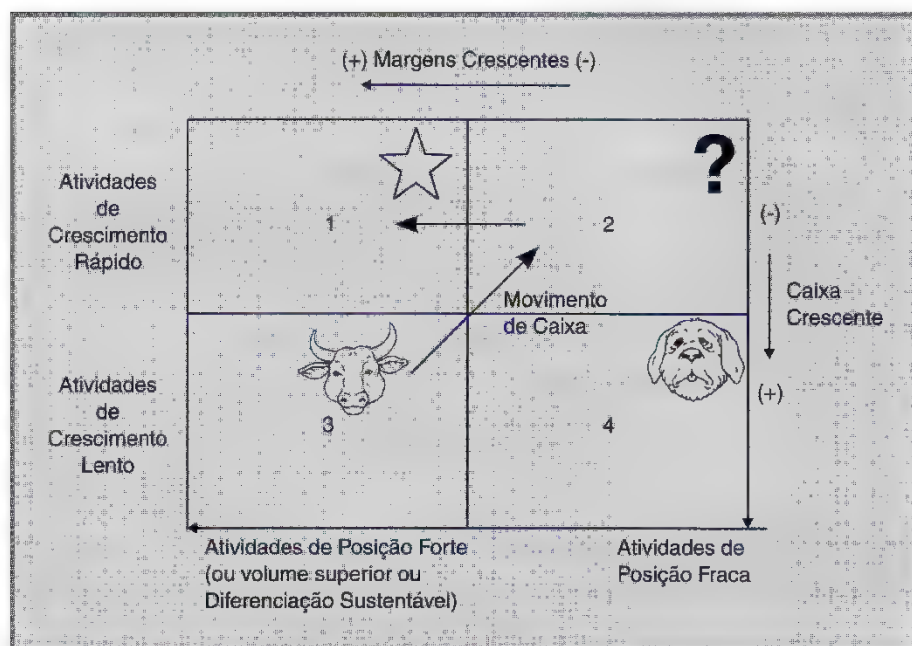 (+) Margens Crescentes (-)
Atividades
de
Crescimento
Rápido
1
2
?
(-)
Caixa
Crescente
(+)
Movimento
de Caixa
Atividades
de
Crescimento
Lento
3
4
Atividades de Posição Forte
(ou volume superior ou
Diferenciação Sustentável)
Atividades de
Posição Fraca